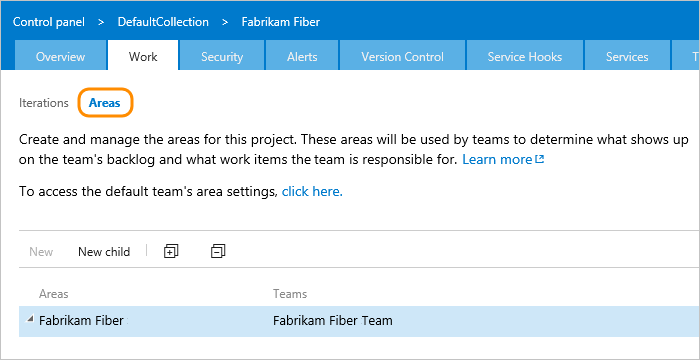 Control panel > DefaultCollection > Fabrikam Fiber
Overview Work Security Alerts Version Control Service Hooks Services T
Iterations Areas
Create and manage the areas for this project. These areas will be used by teams to determine what shows up
on the team's backlog and what work items the team is responsible for. Learn more
To access the default team's area settings, click here.
New New child
Areas Teams
Fabrikam Fiber Fabrikam Fiber Team